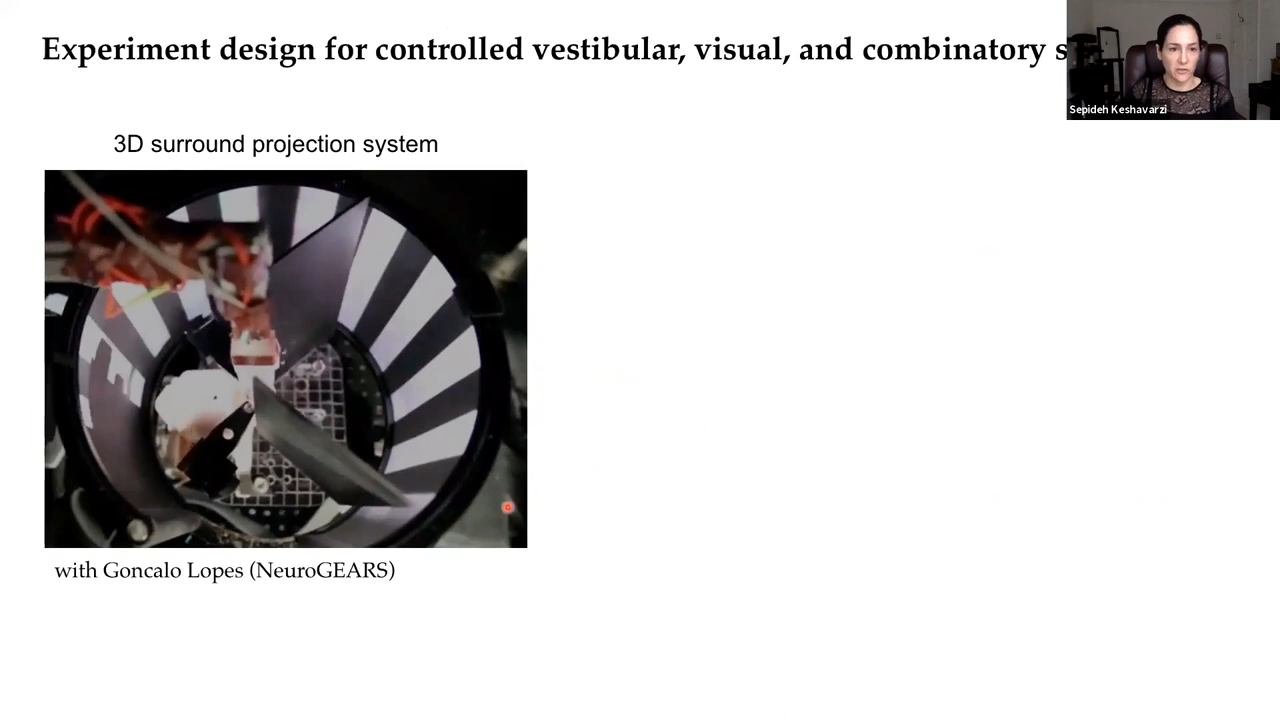 Experiment design for controlled vestibular, visual, and combinatory s
Sepideh Keshavarzi
3D surround projection system
with Goncalo Lopes (NeuroGEARS)